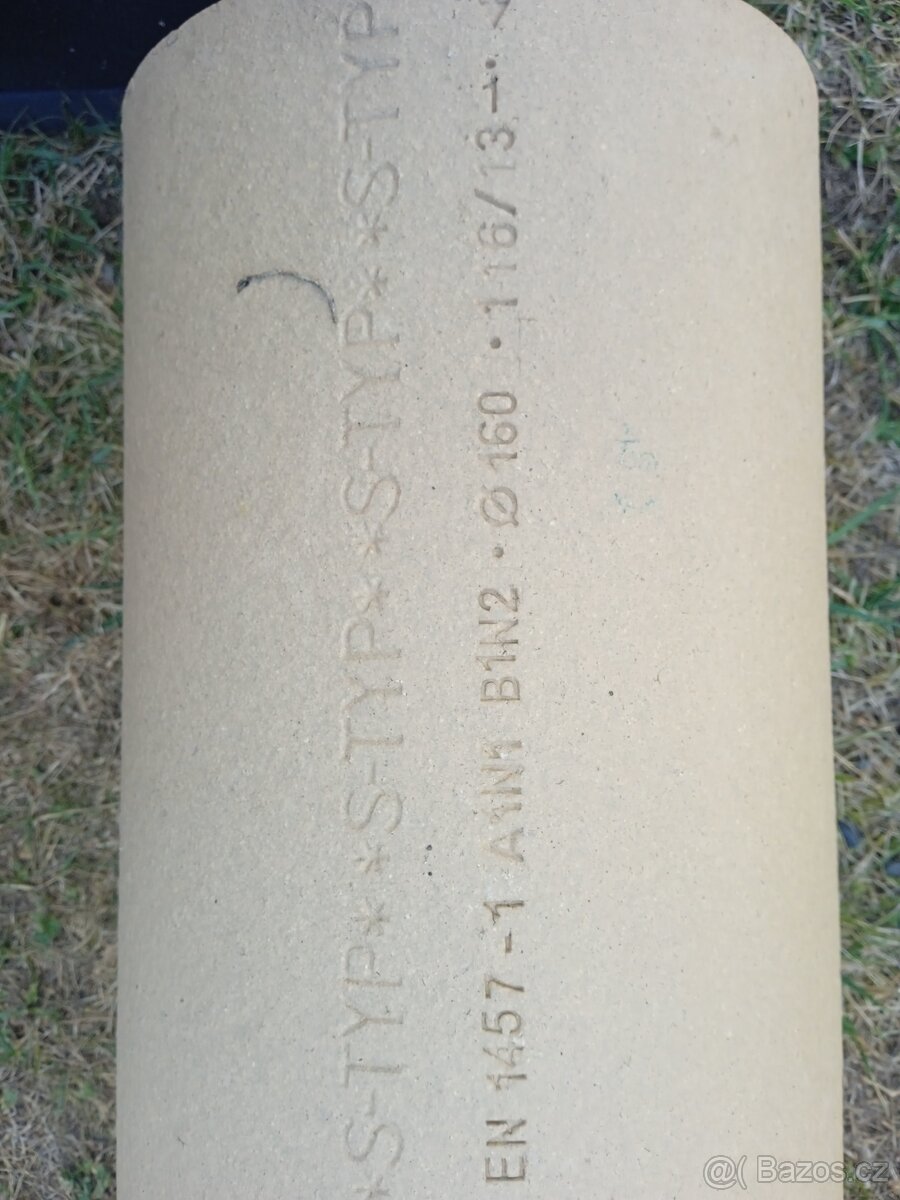 *S-TYP**S-TYP**S-TYP**S-TYP
EN 1457-1 A1N1 B1N2 · Ø160 · 116/13 - ·
@( Bazos.cz